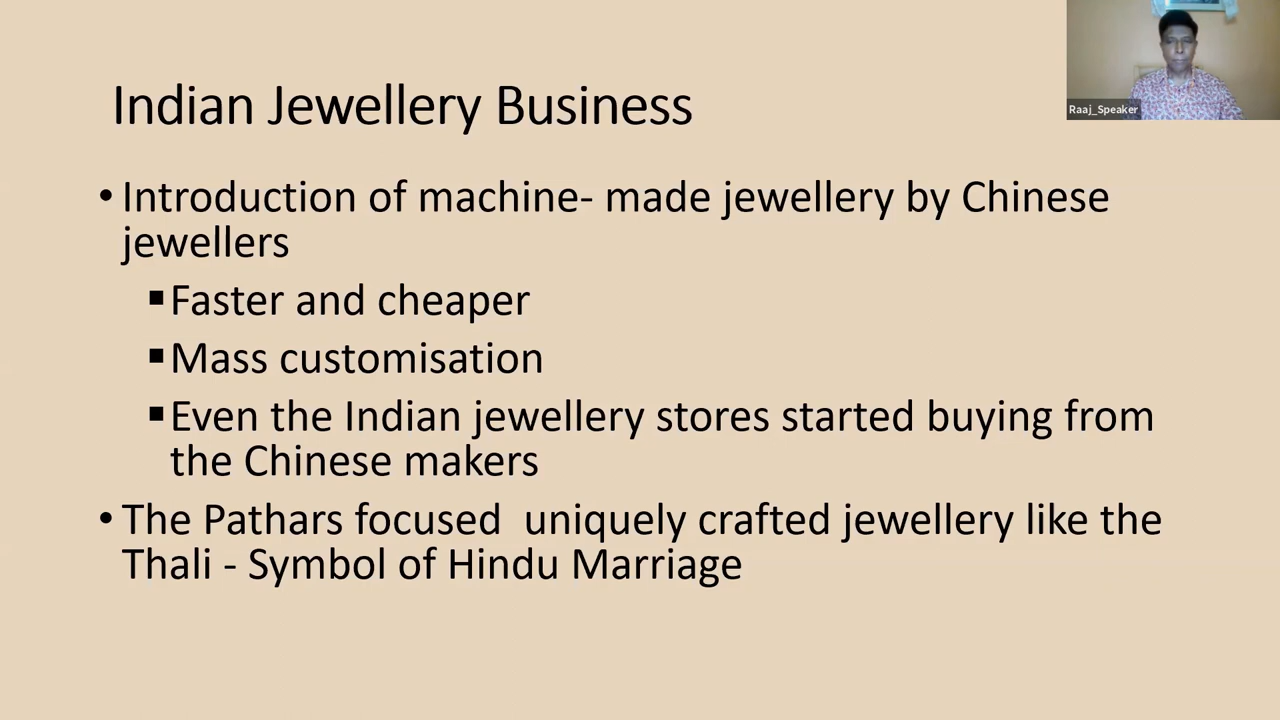 Raaj_Speaker
Indian Jewellery Business
• Introduction of machine- made jewellery by Chinese
jewellers
▪ Faster and cheaper
▪ Mass customisation
▪ Even the Indian jewellery stores started buying from
the Chinese makers
• The Pathars focused  uniquely crafted jewellery like the
Thali - Symbol of Hindu Marriage